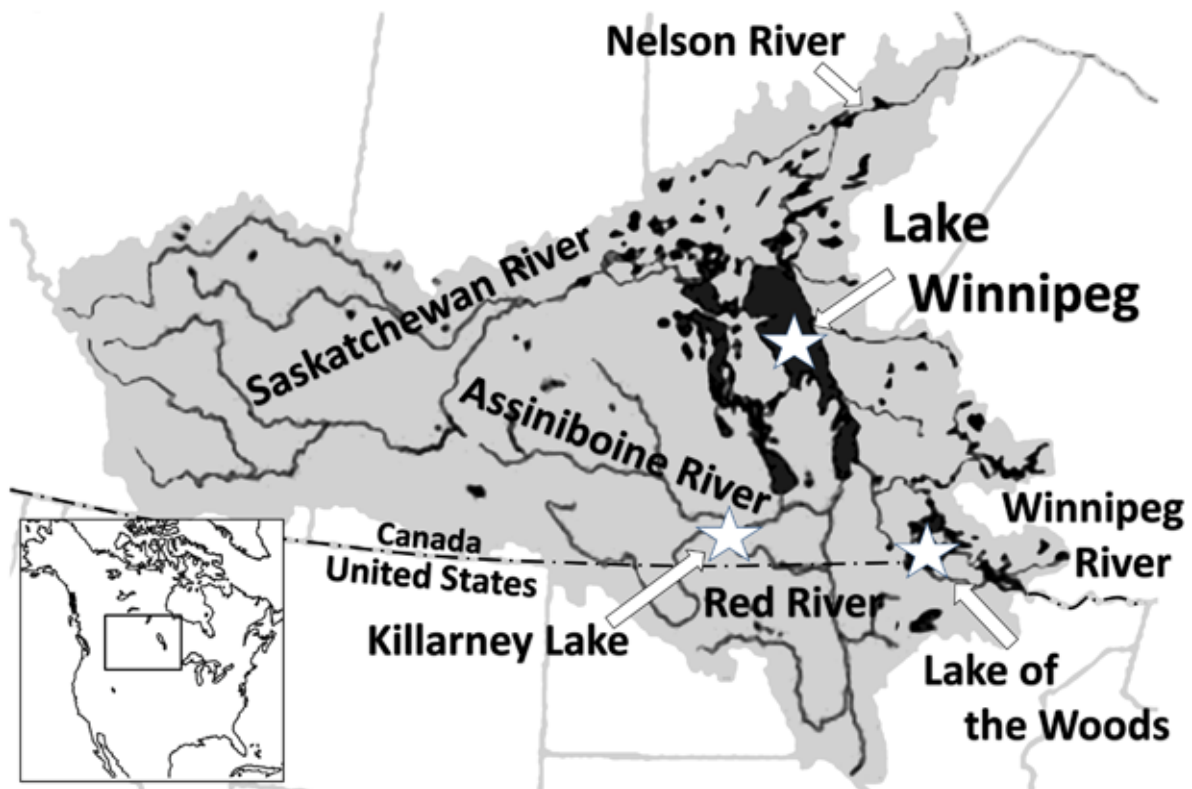 Nelson River
Lake
Winnipeg
Saskatchewan River
Assiniboine River
Winnipeg
River
Canada
United States
Red River
Killarney Lake
Lake of
the Woods